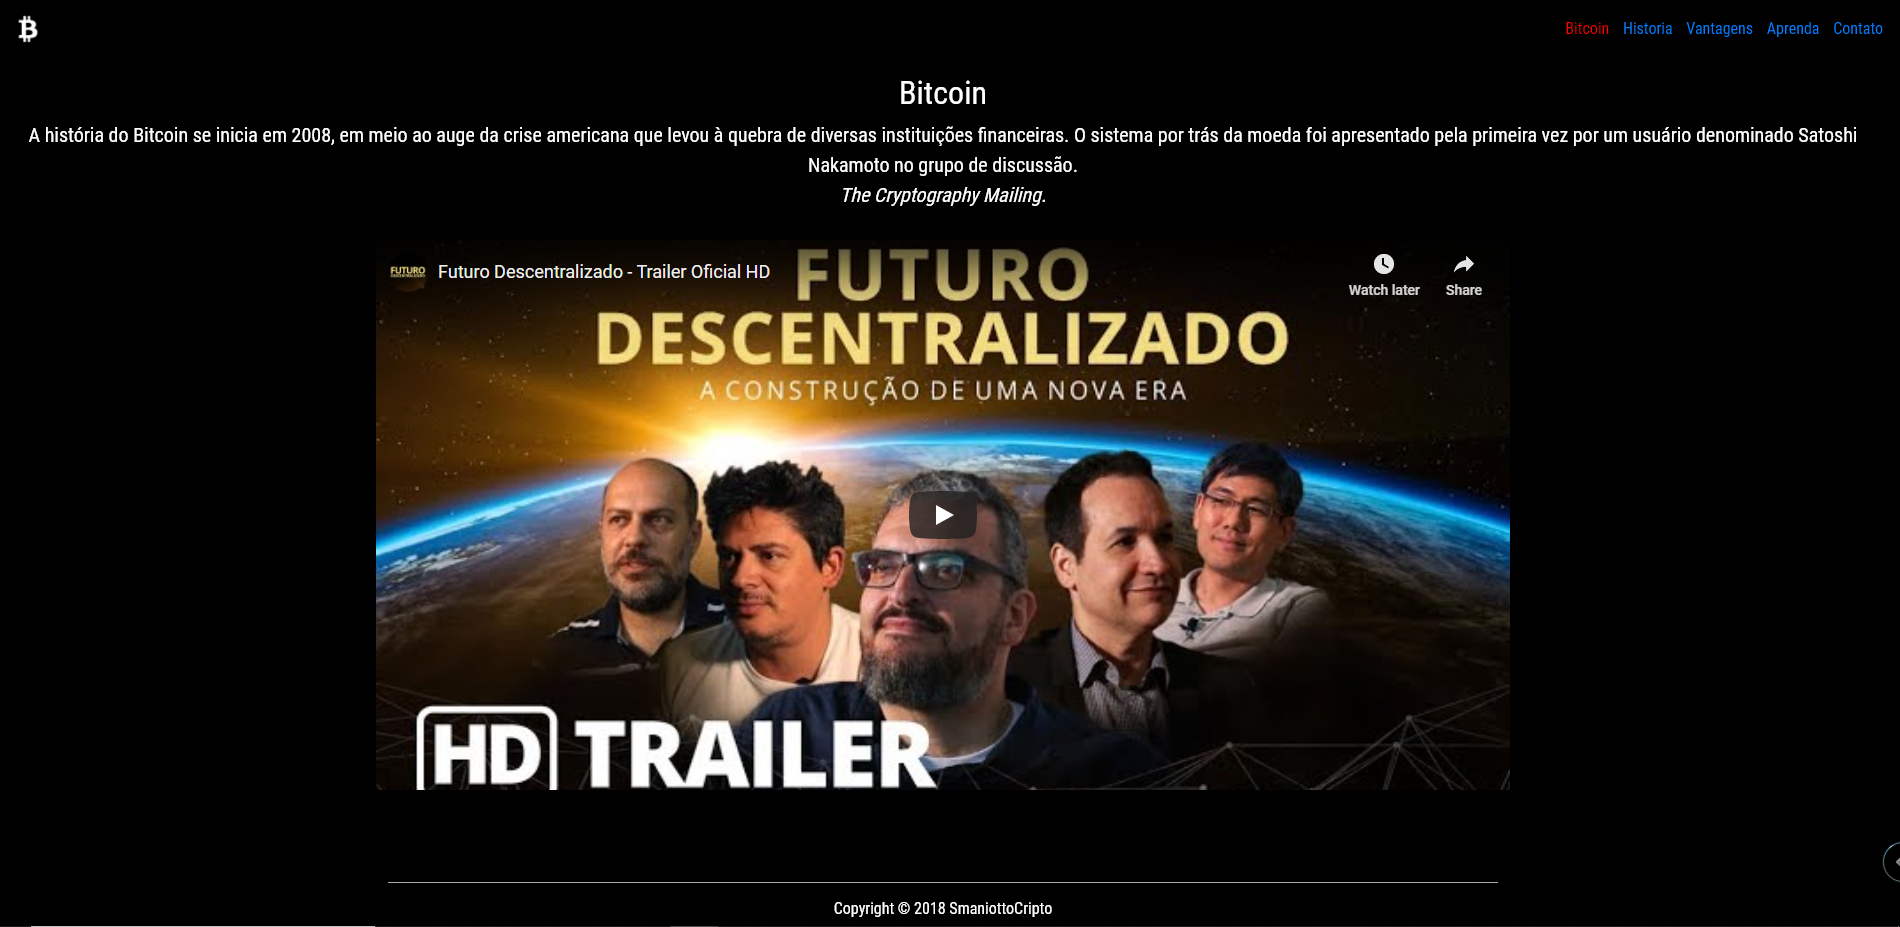 Bitcoin Historia Vantagens Aprenda Contato
Bitcoin
A história do Bitcoin se inicia em 2008, em meio ao auge da crise americana que levou à quebra de diversas instituições financeiras. O sistema por trás da moeda foi apresentado pela primeira vez por um usuário denominado Satoshi
Nakamoto no grupo de discussão.
The Cryptography Mailing.
FUTURO
DESCENTRALIZADO
Futuro Descentralizado - Trailer Oficial HD
Watch later
Share
FUTURO
DESCENTRALIZADO
A CONSTRUÇÃO DE UMA NOVA ERA
HD TRAILER
Copyright © 2018 SmaniottoCripto